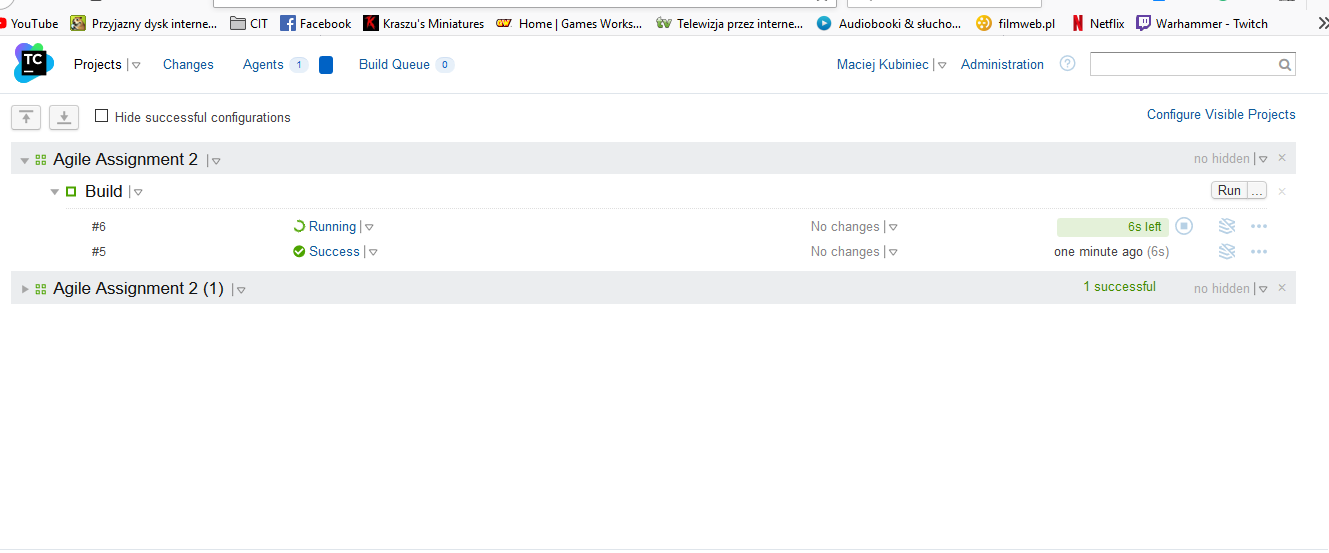 YouTube Przyjazny dysk interne... CIT Facebook Kraszu's Miniatures Home | Games Works... Telewizja przez interne... Audiobooki & słucho... filmweb.pl Netflix Warhammer - Twitch
TC Projects Changes Agents 1 Build Queue 0 Maciej Kubiniec Administration ?
Hide successful configurations Configure Visible Projects
Agile Assignment 2 no hidden
Build Run ...
#6 Running No changes 6s left
#5 Success No changes one minute ago (6s)
Agile Assignment 2 (1) 1 successful no hidden